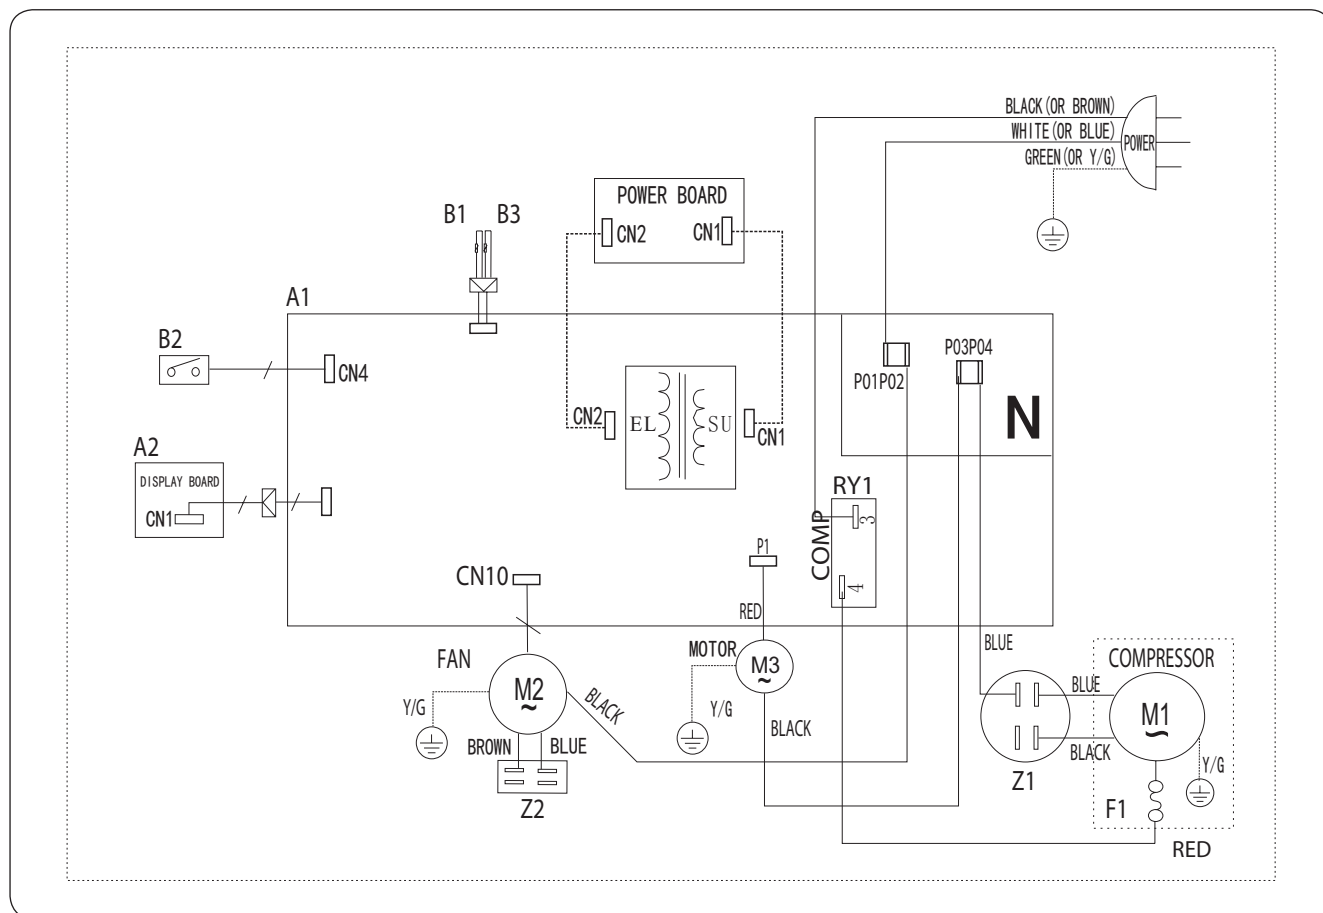 BLACK(OR BROWN)
WHITE(OR BLUE)
POWER
GREEN(OR Y/G)
POWER BOARD
CN2
CN1
B1
B3
A1
B2
CN4
P03P04
P01P02
N
CN2
EL
SU
CN1
A2
DISPLAY BOARD
CN1
RY1
3
COMP
4
P1
CN10
RED
FAN
MOTOR
M3
~
BLUE
COMPRESSOR
M2
~
BLACK
Y/G
Y/G
BLACK
BLUE
M1
~
BLACK
BROWN
BLUE
Y/G
Z2
Z1
F1
RED